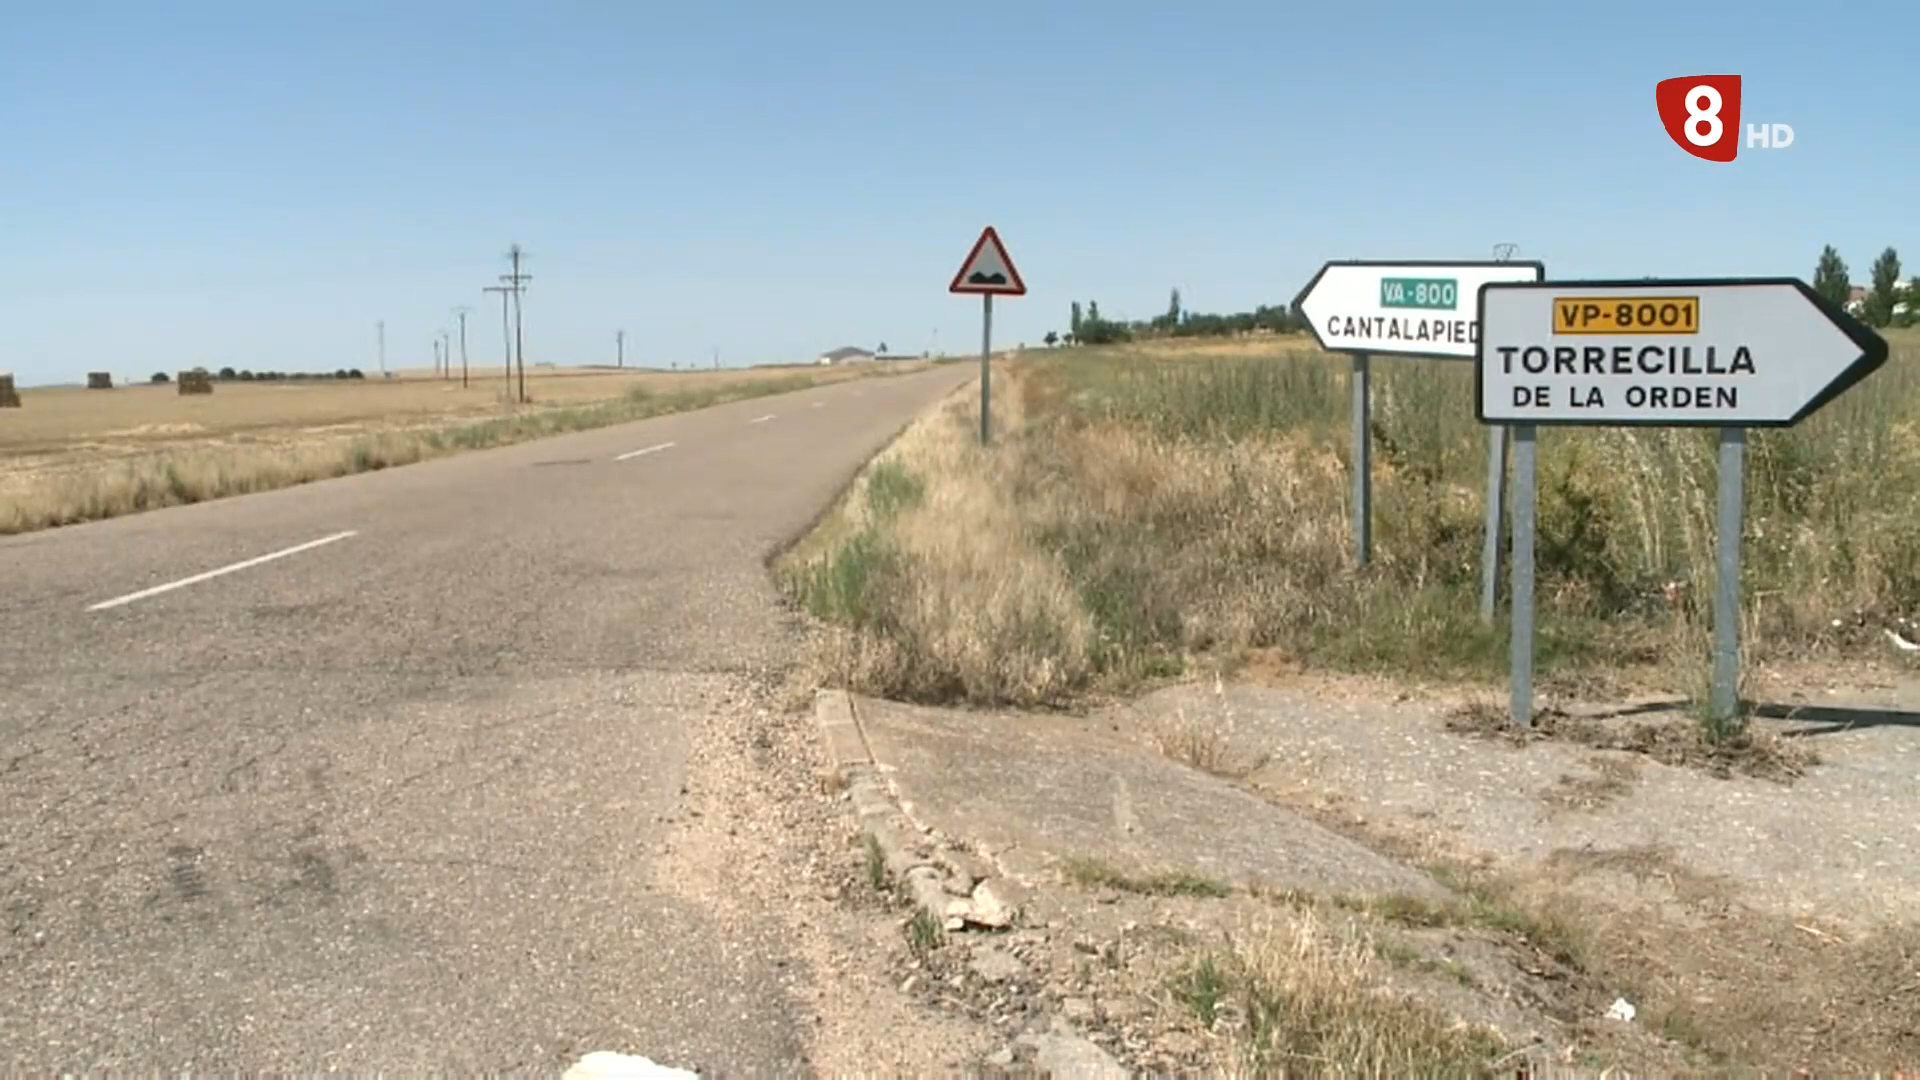 8 HD
VA-800
CANTALAPIED
VP-8001
TORRECILLA
DE LA ORDEN